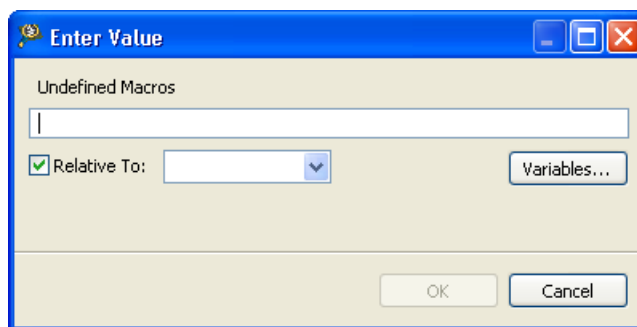 Enter Value
Undefined Macros
Relative To:
Variables...
OK
Cancel